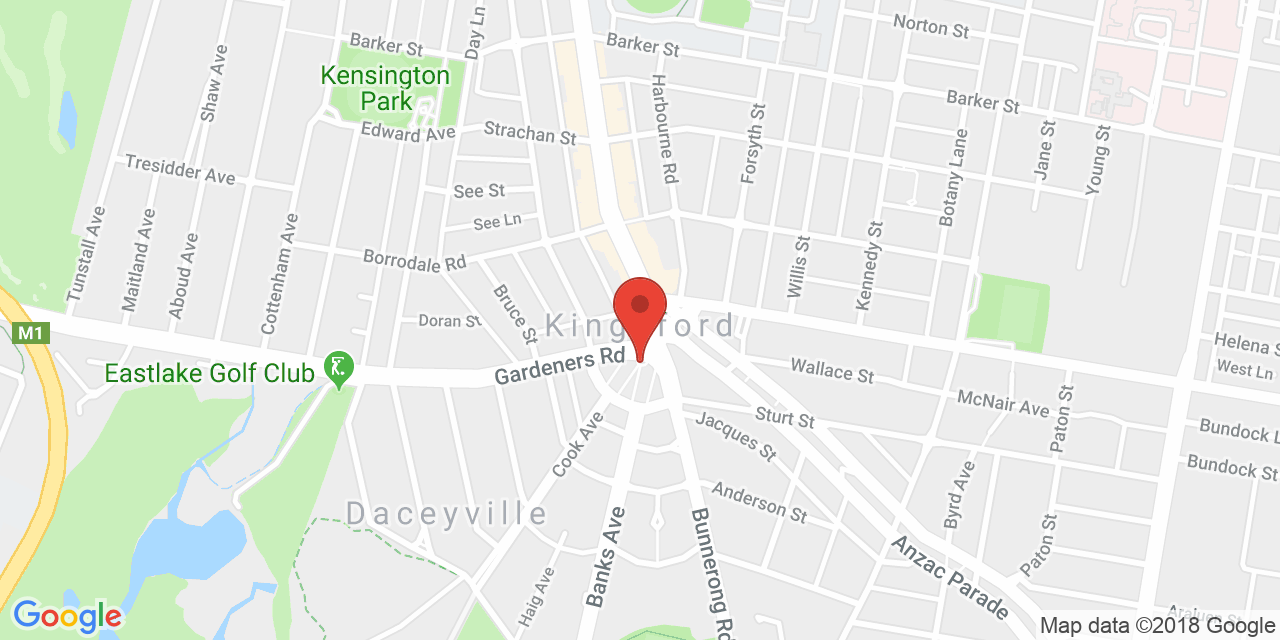 Norton St
Day Ln
Barker St
Barker St
Shaw Ave
Kensington
Park
Harbourne Rd
Barker St
Edward Ave
Strachan St
Forsyth St
Jane St
Young St
Botany Lane
Tresidder Ave
See St
See Ln
Tunstall Ave
Maitland Ave
Aboud Ave
Cottenham Ave
Borrodale Rd
Willis St
Kennedy St
Bruce St
Doran St
M1
Helena S
Gardeners Rd
Wallace St
West Ln
Eastlake Golf Club
McNair Ave
Paton St
Sturt St
Jacques St
Bundock L
Cook Ave
Bundock St
Anderson St
Byrd Ave
Daceyville
Banks Ave
Bunnerong Rd
Paton St
Anzac Parade
Haig Ave
Google
Map data ©2018 Google